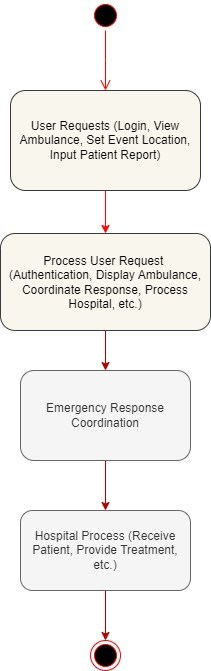 User Requests (Login, View
Ambulance, Set Event Location,
Input Patient Report)
Process User Request
(Authentication, Display Ambulance,
Coordinate Response, Process
Hospital, etc.)
Emergency Response
Coordination
Hospital Process (Receive
Patient, Provide Treatment,
etc.)